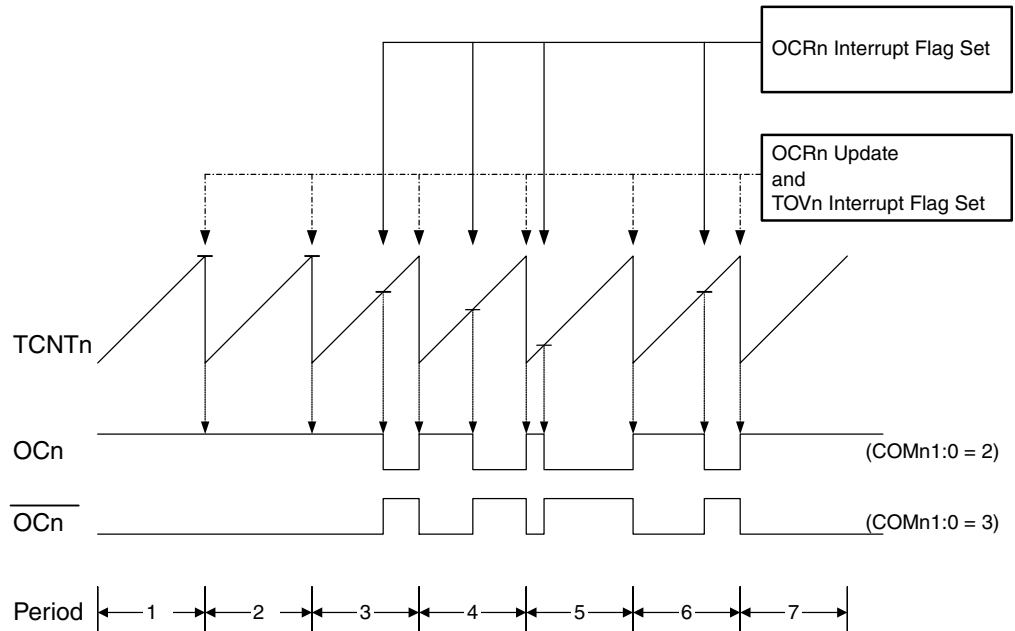 OCRn Interrupt Flag Set
OCRn Update
and
TOVn Interrupt Flag Set
TCNTn
OCn
(COMn1:0 = 2)
OCn
(COMn1:0 = 3)
Period
1
2
3
4
5
6
7